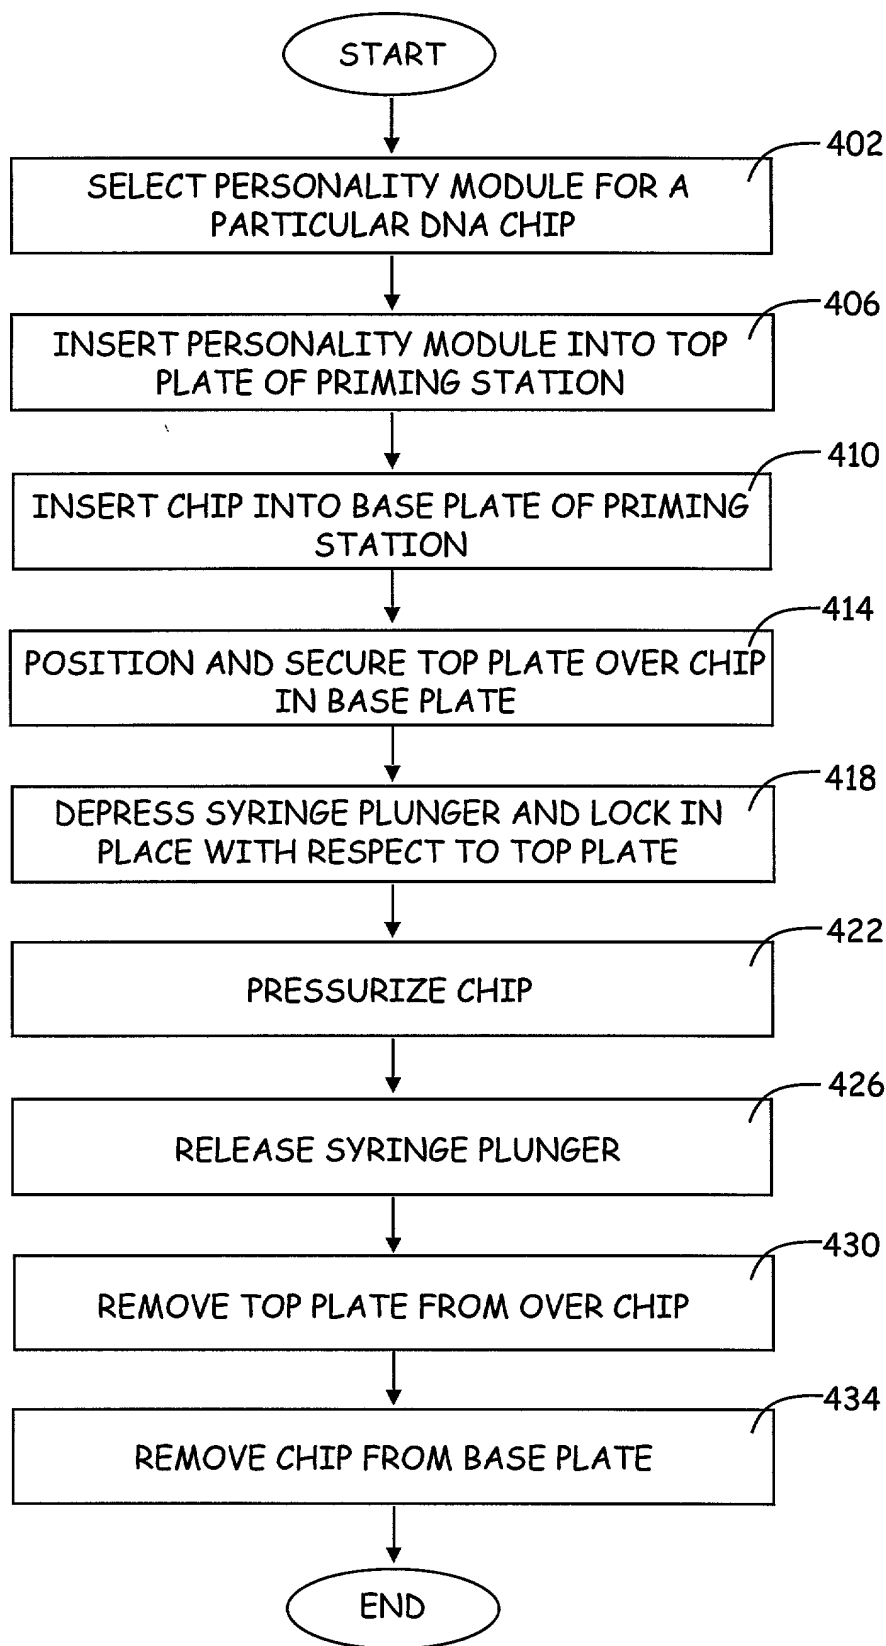 START
402
SELECT PERSONALITY MODULE FOR A
PARTICULAR DNA CHIP
406
INSERT PERSONALITY MODULE INTO TOP
PLATE OF PRIMING STATION
410
INSERT CHIP INTO BASE PLATE OF PRIMING
STATION
414
POSITION AND SECURE TOP PLATE OVER CHIP
IN BASE PLATE
418
DEPRESS SYRINGE PLUNGER AND LOCK IN
PLACE WITH RESPECT TO TOP PLATE
422
PRESSURIZE CHIP
426
RELEASE SYRINGE PLUNGER
430
REMOVE TOP PLATE FROM OVER CHIP
434
REMOVE CHIP FROM BASE PLATE
END